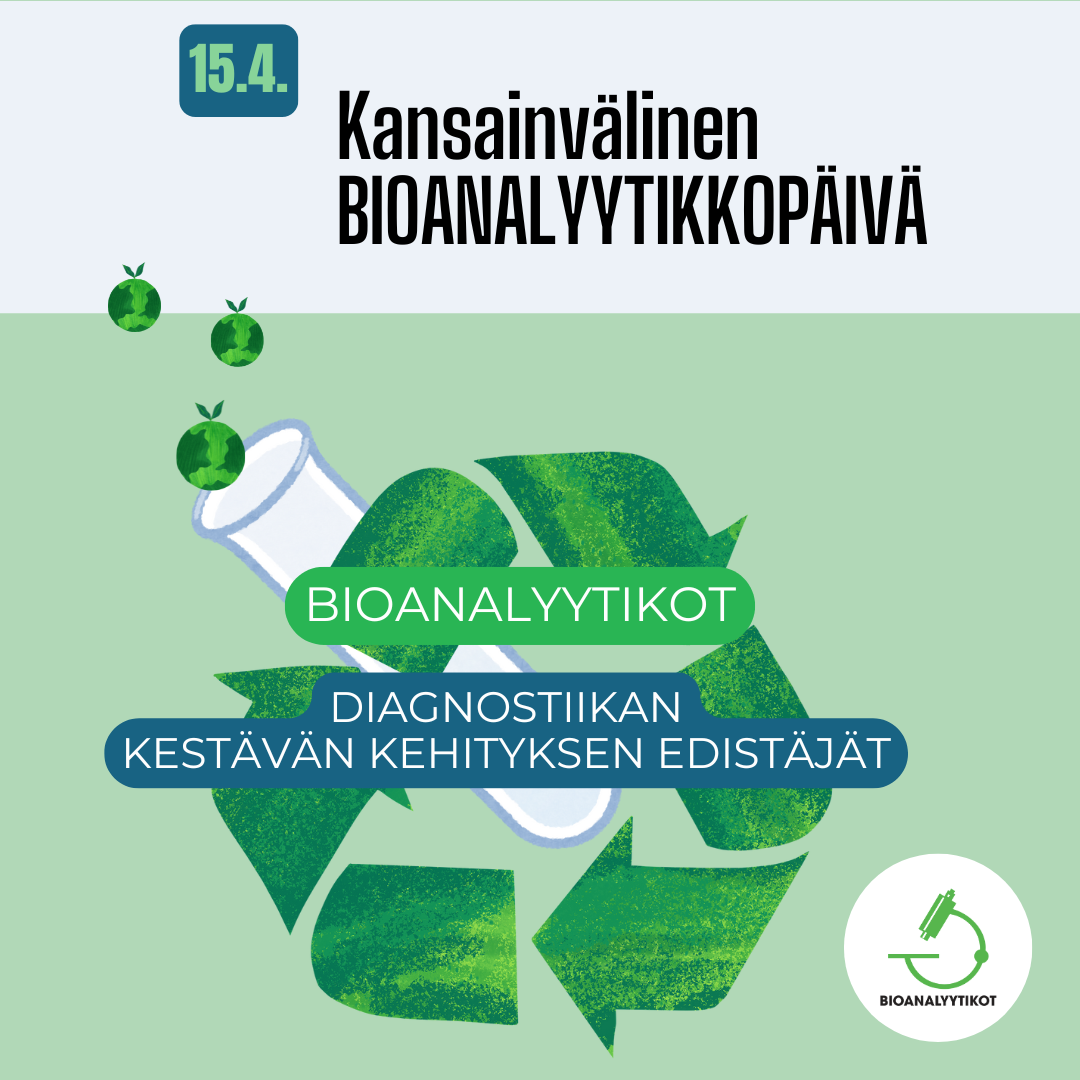 15.4.
Kansainvälinen
BIOANALYYTIKKOPÄIVÄ
BIOANALYYTIKOT
DIAGNOSTIIKAN
KESTÄVÄN KEHITYKSEN EDISTÄJÄT
BIOANALYYTIKOT